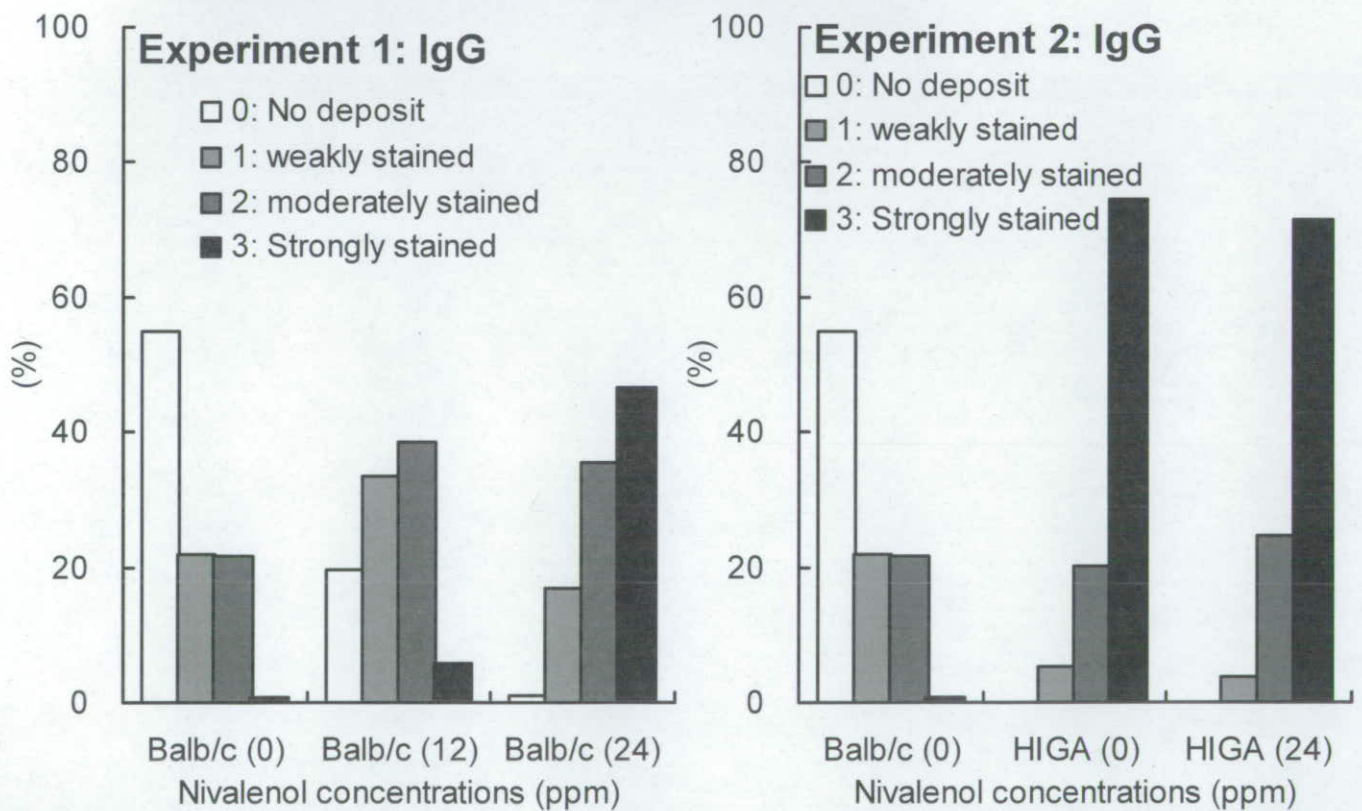 Experiment 1: IgG
0: No deposit
1: weakly stained
2: moderately stained
3: Strongly stained
100
80
60
40
20
0
(%)
Balb/c (0) Balb/c (12) Balb/c (24)
Nivalenol concentrations (ppm)
Experiment 2: IgG
0: No deposit
1: weakly stained
2: moderately stained
3: Strongly stained
100
80
60
40
20
0
(%)
Balb/c (0) HIGA (0) HIGA (24)
Nivalenol concentrations (ppm)